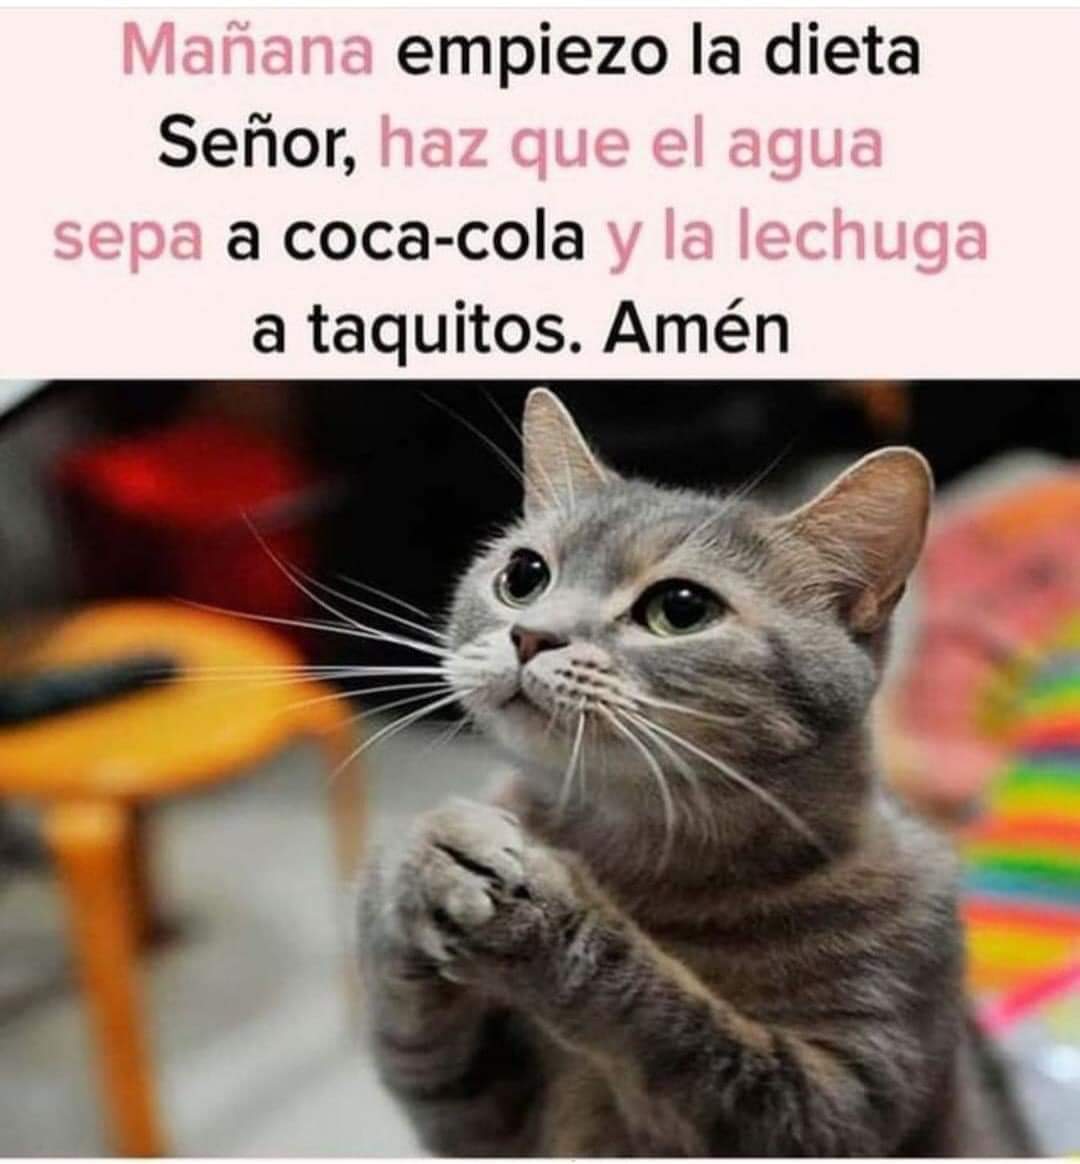 Mañana empiezo la dieta
Señor, haz que el agua
sepa a coca-cola y la lechuga
a taquitos. Amén